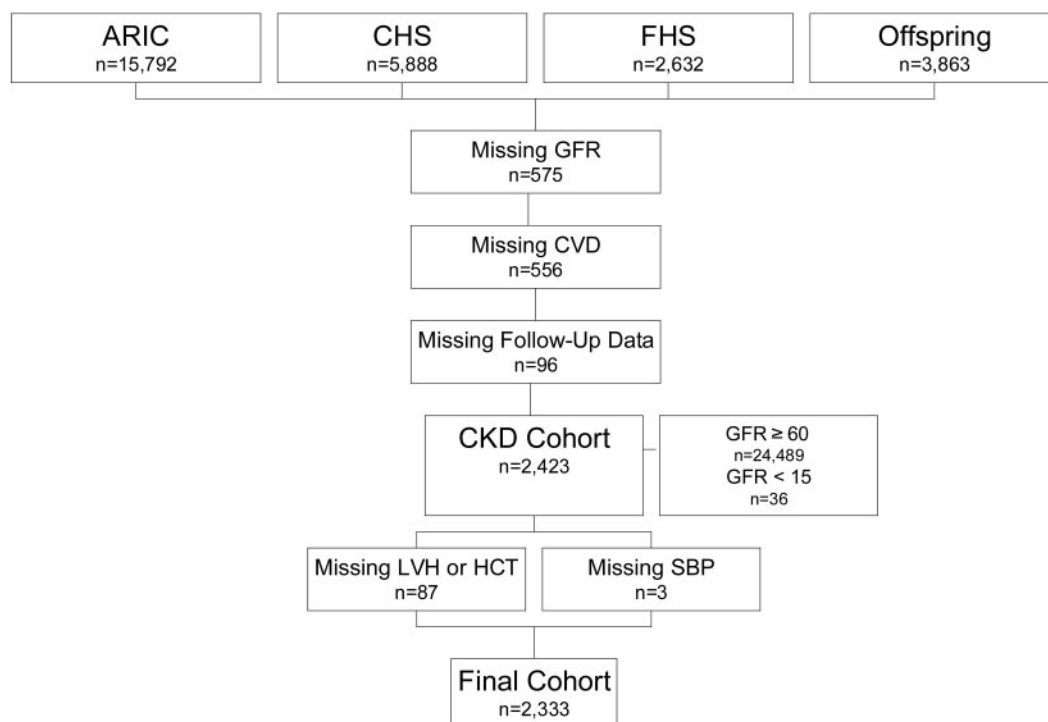 ARIC
n=15,792
CHS
n=5,888
FHS
n=2,632
Offspring
n=3,863
Missing GFR
n=575
Missing CVD
n=556
Missing Follow-Up Data
n=96
CKD Cohort
n=2,423
GFR ≥ 60
n=24,489
GFR < 15
n=36
Missing LVH or HCT
n=87
Missing SBP
n=3
Final Cohort
n=2,333